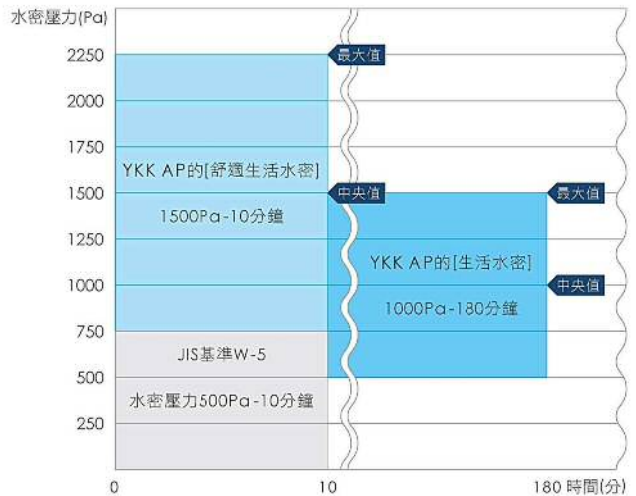 水密壓力(Pa)
2250
最大值
2000
1750
YKK AP的[舒適生活水密]
1500
中央值
最大值
1500Pa-10分鐘
1250
YKK AP的[生活水密]
1000
中央值
1000Pa-180分鐘
750
JIS基準W-5
500
水密壓力500Pa-10分鐘
250
0
10
180 時間(分)